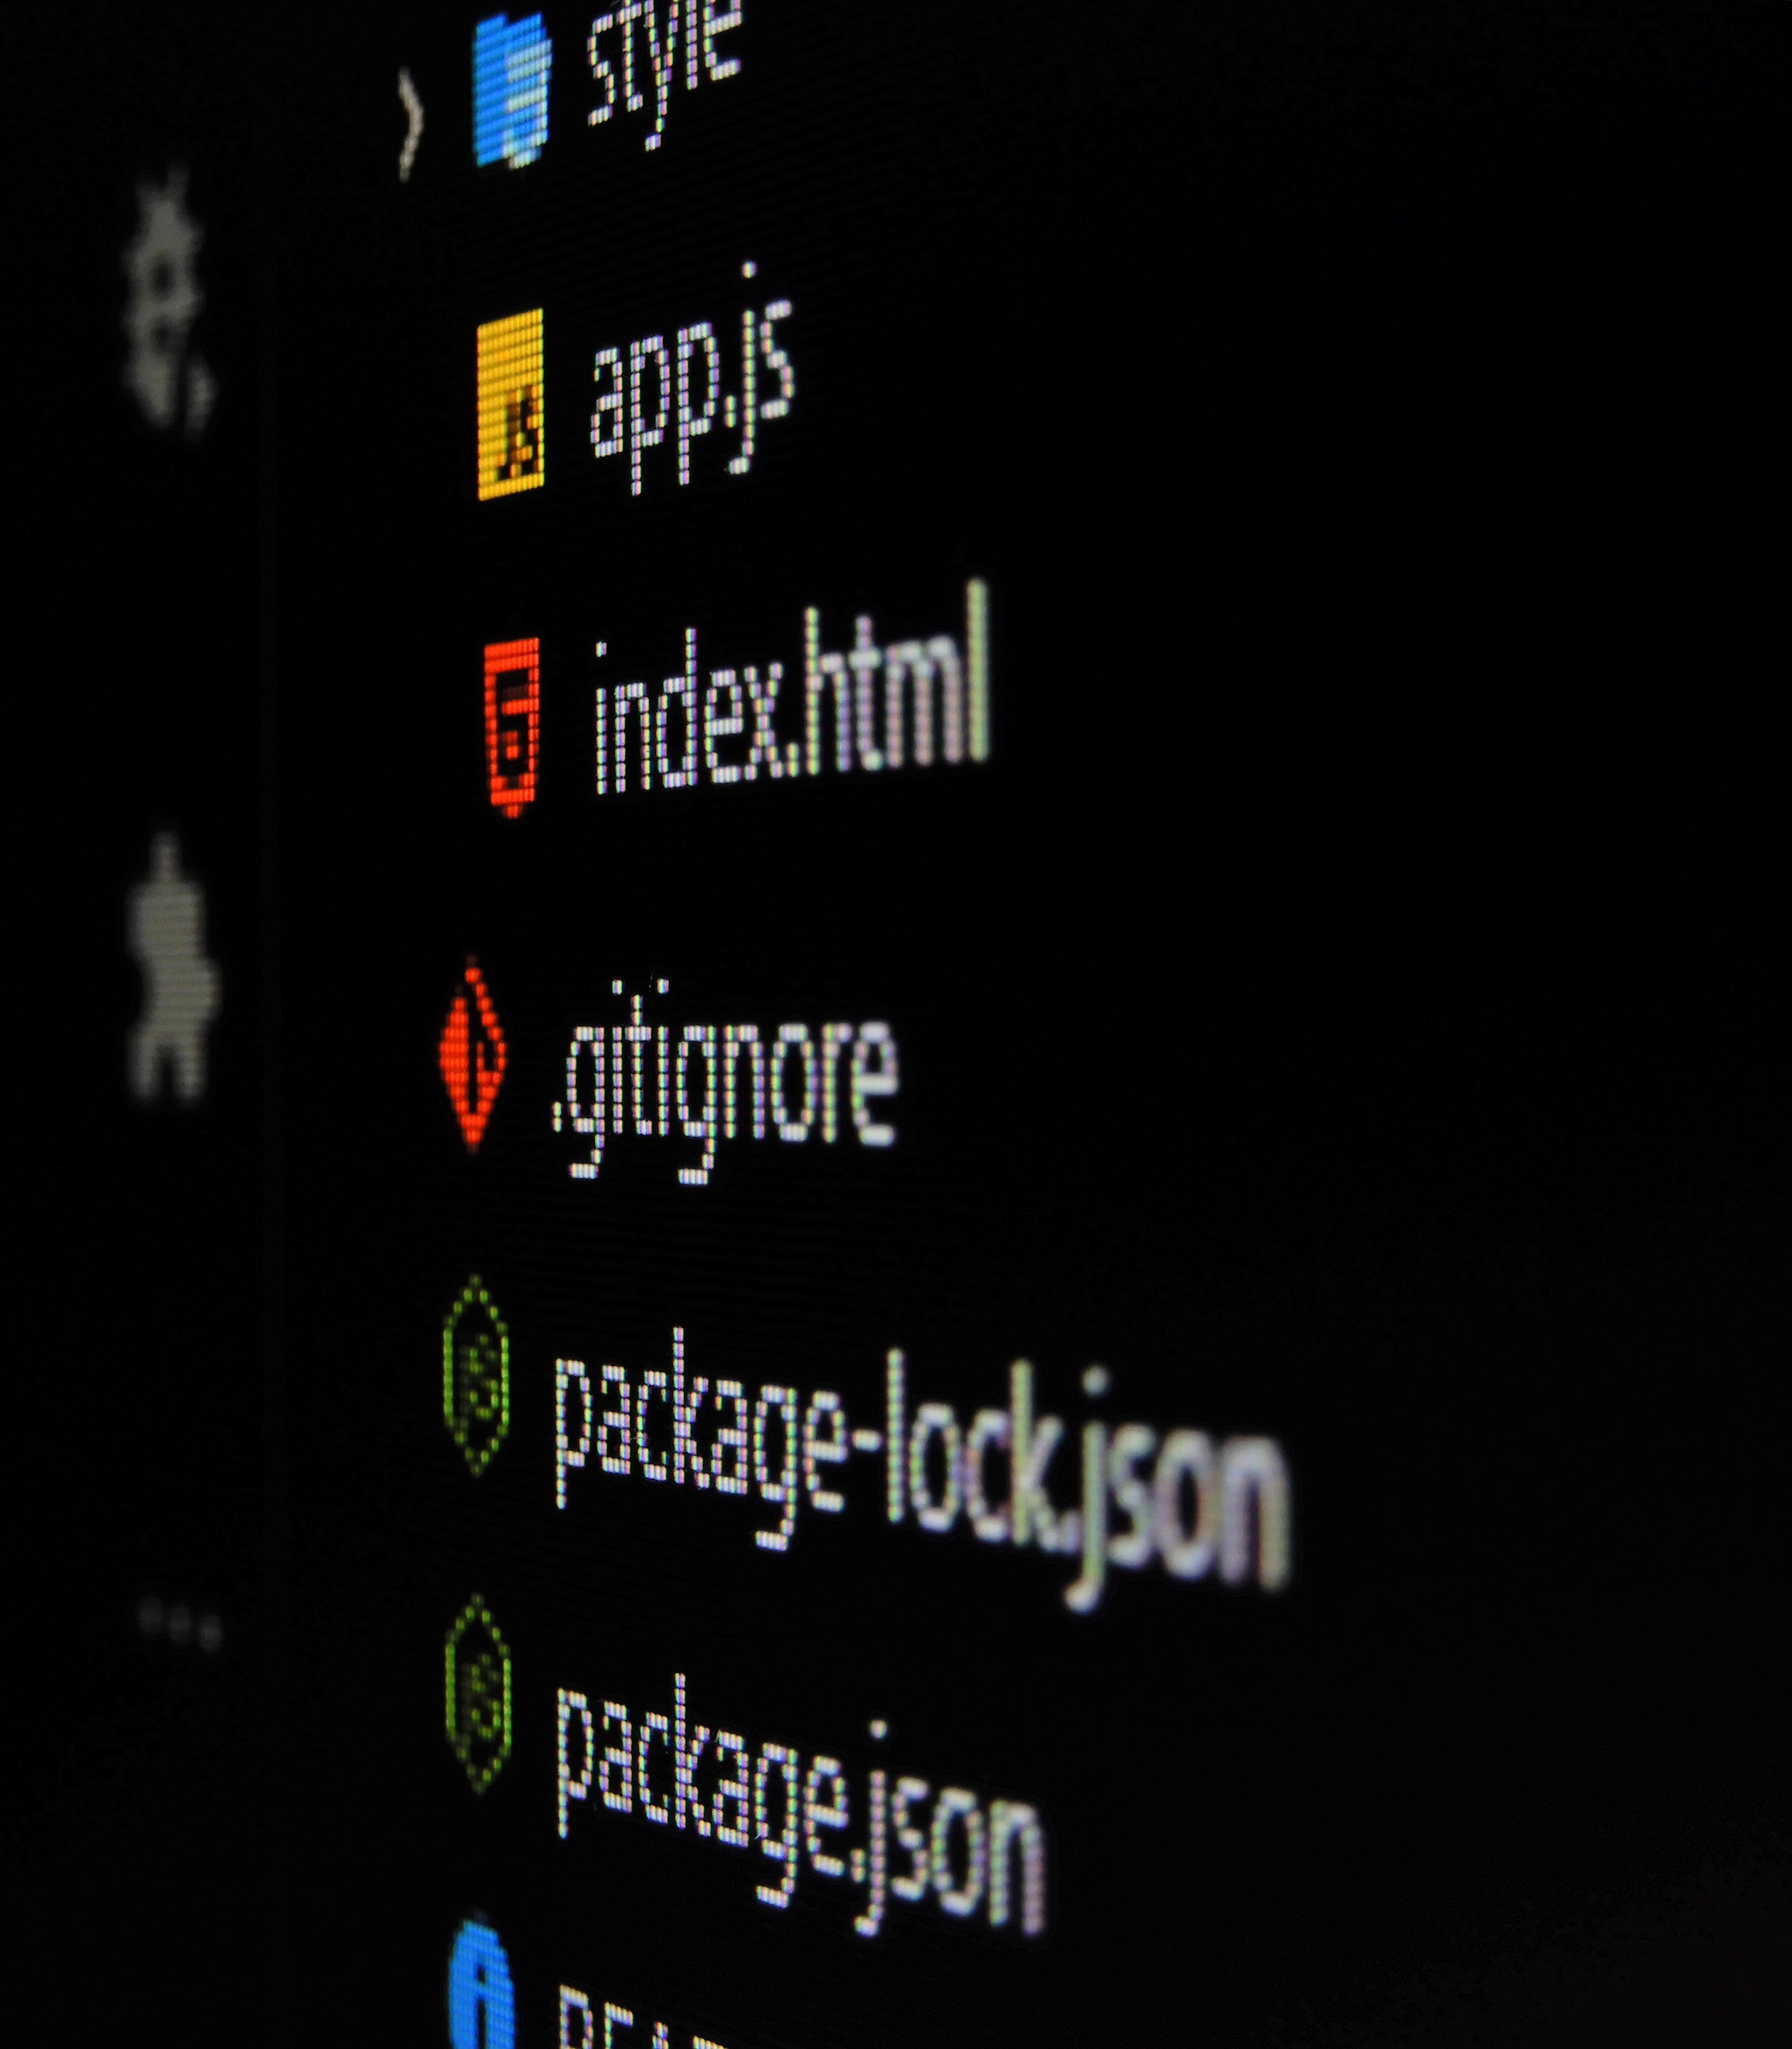 style
app.js
index.html
.gitignore
package-lock.json
package.json